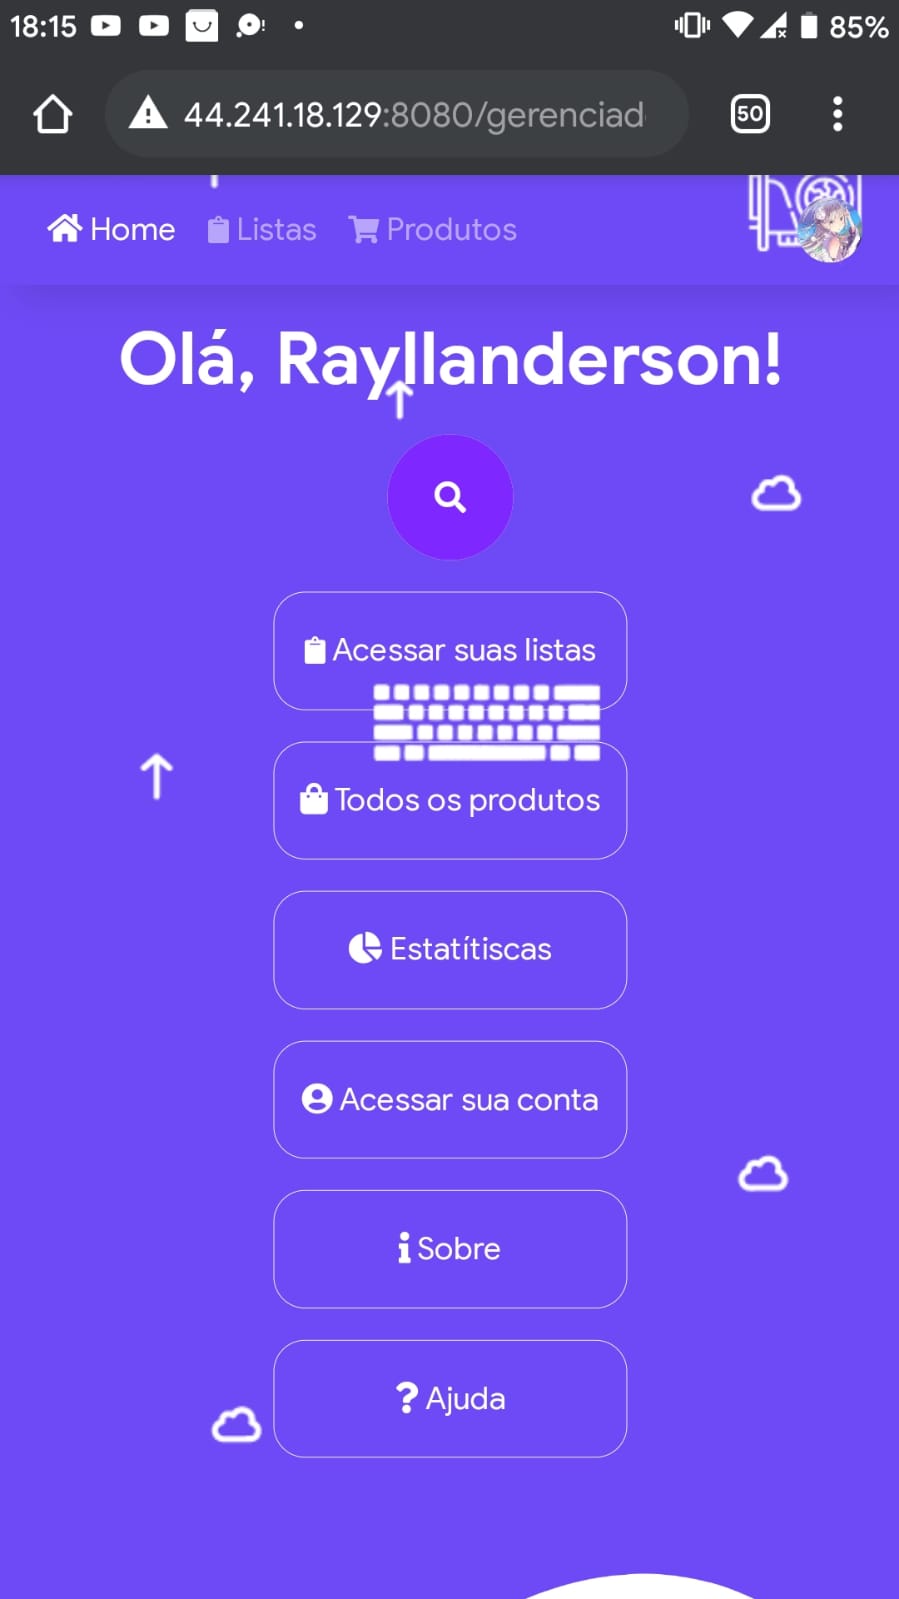 18:15
85%
44.241.18.129:8080/gerenciad
50
Home Listas Produtos
Olá, Rayllanderson!
Acessar suas listas
Todos os produtos
Estatítiscas
Acessar sua conta
Sobre
Ajuda